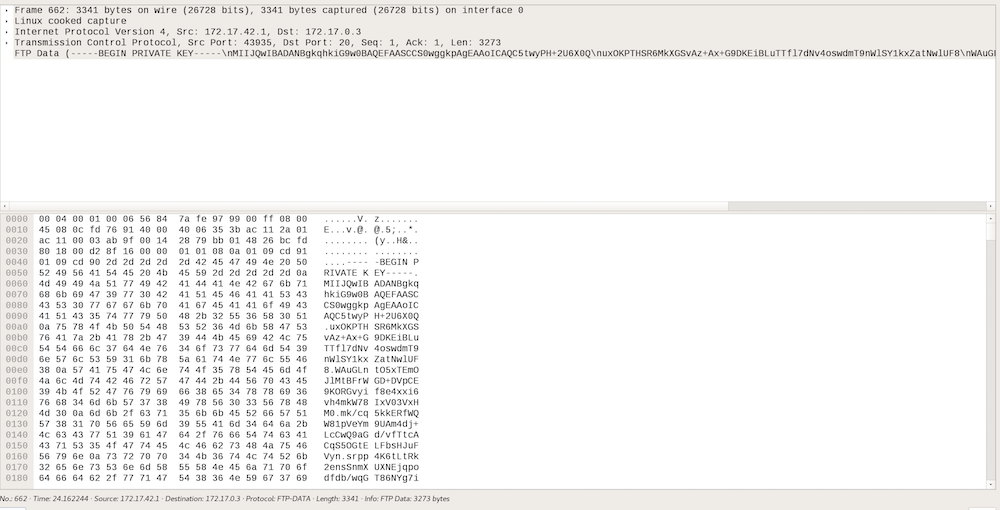 Frame 662: 3341 bytes on wire (26728 bits), 3341 bytes captured (26728 bits) on interface 0
Linux cooked capture
Internet Protocol Version 4, Src: 172.17.42.1, Dst: 172.17.0.3
Transmission Control Protocol, Src Port: 43935, Dst Port: 20, Seq: 1, Ack: 1, Len: 3273
FTP Data (-----BEGIN PRIVATE KEY-----\nMIIJQwIBADANBgkqhkiG9w0BAQEFAASCCS0wggkpAgEAAoICAQC5twyPH+2U6X0Q\nuxOKPTHSR6MkXGSvAz+Ax+G9DKEiBLuTTfl7dNv4oswdmT9nWlSY1kxZatNwlUF8\nWAuGL
0000 00 04 00 01 00 06 56 84 7a fe 97 99 00 ff 08 00 ......V. z.......
0010 45 08 0c fd 76 91 40 00 40 06 35 3b ac 11 2a 01 E...v.@. @.5;..*.
0020 ac 11 00 03 ab 9f 00 14 28 79 bb 01 48 26 bc fd ........ (y..H&..
0030 80 18 00 d2 8f 16 00 00 01 01 08 0a 01 09 cd 91 ........ ........
0040 01 09 cd 90 2d 2d 2d 2d 2d 42 45 47 49 4e 20 50 ....---- -BEGIN P
0050 52 49 56 41 54 45 20 4b 45 59 2d 2d 2d 2d 2d 0a RIVATE K EY-----.
0060 4d 49 49 4a 51 77 49 42 41 44 41 4e 42 67 6b 71 MIIJQwIB ADANBgkq
0070 68 6b 69 47 39 77 30 42 41 51 45 46 41 41 53 43 hkiG9w0B AQEFAASC
0080 43 53 30 77 67 67 6b 70 41 67 45 41 41 6f 49 43 CS0wggkp AgEAAoIC
0090 41 51 43 35 74 77 79 50 48 2b 32 55 36 58 30 51 AQC5twyP H+2U6X0Q
00a0 0a 75 78 4f 4b 50 54 48 53 52 36 4d 6b 58 47 53 .uxOKPTH SR6MkXGS
00b0 76 41 7a 2b 41 78 2b 47 39 44 4b 45 69 42 4c 75 vAz+Ax+G 9DKEiBLu
00c0 54 54 66 6c 37 64 4e 76 34 6f 73 77 64 6d 54 39 TTfl7dNv 4oswdmT9
00d0 6e 57 6c 53 59 31 6b 78 5a 61 74 4e 77 6c 55 46 nWlSY1kx ZatNwlUF
00e0 38 0a 57 41 75 47 4c 6e 74 4f 35 78 54 45 6d 4f 8.WAuGLn tO5xTEmO
00f0 4a 6c 4d 74 42 46 72 57 47 44 2b 44 56 70 43 45 JlMtBFrW GD+DVpCE
0100 39 4b 4f 52 47 76 79 69 66 38 65 34 78 78 69 36 9KORGvyi f8e4xxi6
0110 76 68 34 6d 6b 57 37 38 49 78 56 30 33 56 78 48 vh4mkW78 IxV03VxH
0120 4d 30 0a 6d 6b 2f 63 71 35 6b 6b 45 52 66 57 51 M0.mk/cq 5kkERfWQ
0130 57 38 31 70 56 65 59 6d 39 55 41 6d 34 64 6a 2b W81pVeYm 9UAm4dj+
0140 4c 63 43 77 51 39 61 47 64 2f 76 66 54 74 63 41 LcCwQ9aG d/vfTtcA
0150 43 71 53 35 4f 47 74 45 4c 46 62 73 48 4a 75 46 CqS5OGtE LFbsHJuF
0160 56 79 6e 0a 73 72 70 70 34 4b 36 74 4c 74 52 6b Vyn.srpp 4K6tLtRk
0170 32 65 6e 73 53 6e 6d 58 55 58 4e 45 6a 71 70 6f 2ensSnmX UXNEjqpo
0180 64 66 64 62 2f 77 71 47 54 38 36 4e 59 67 37 69 dfdb/wqG T86NYg7i
No.: 662 · Time: 24.162244 · Source: 172.17.42.1 · Destination: 172.17.0.3 · Protocol: FTP-DATA · Length: 3341 · Info: FTP Data: 3273 bytes